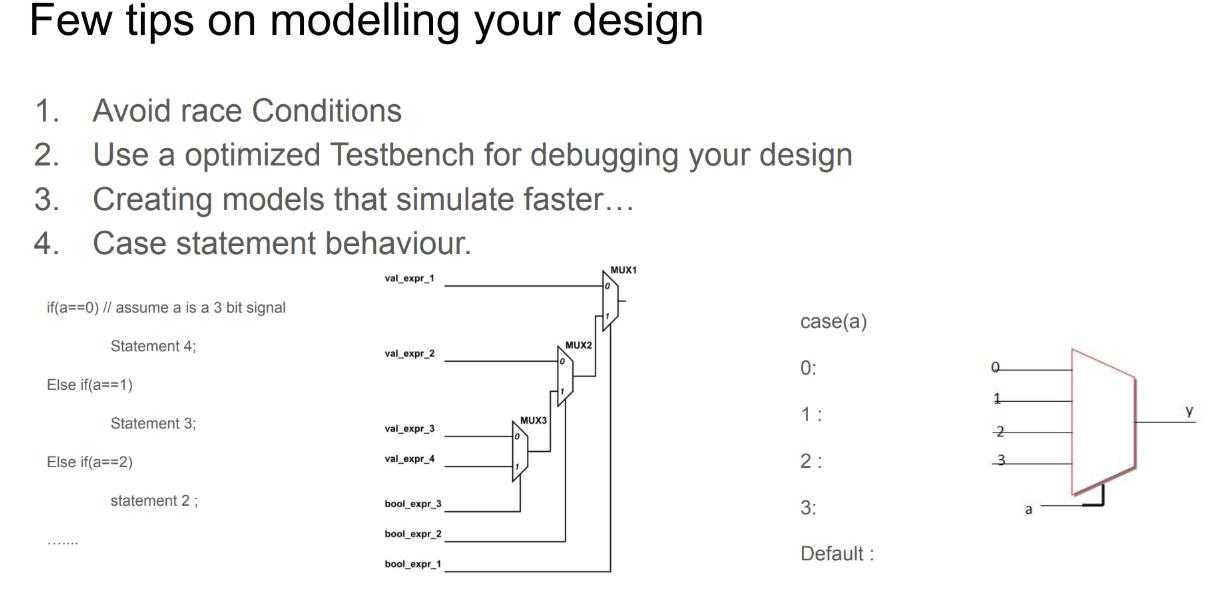 Few tips on modelling your design
1. Avoid race Conditions
2. Use a optimized Testbench for debugging your design
3. Creating models that simulate faster…
4. Case statement behaviour.
if(a==0) // assume a is a 3 bit signal
Statement 4;
Else if(a==1)
Statement 3;
Else if(a==2)
statement 2 ;
.......
val_expr_1
MUX1
0
1
val_expr_2
MUX2
0
1
val_expr_3
MUX3
0
val_expr_4
1
bool_expr_3
bool_expr_2
bool_expr_1
case(a)
0:
1 :
2 :
3:
Default :
0
1
2
3
y
a